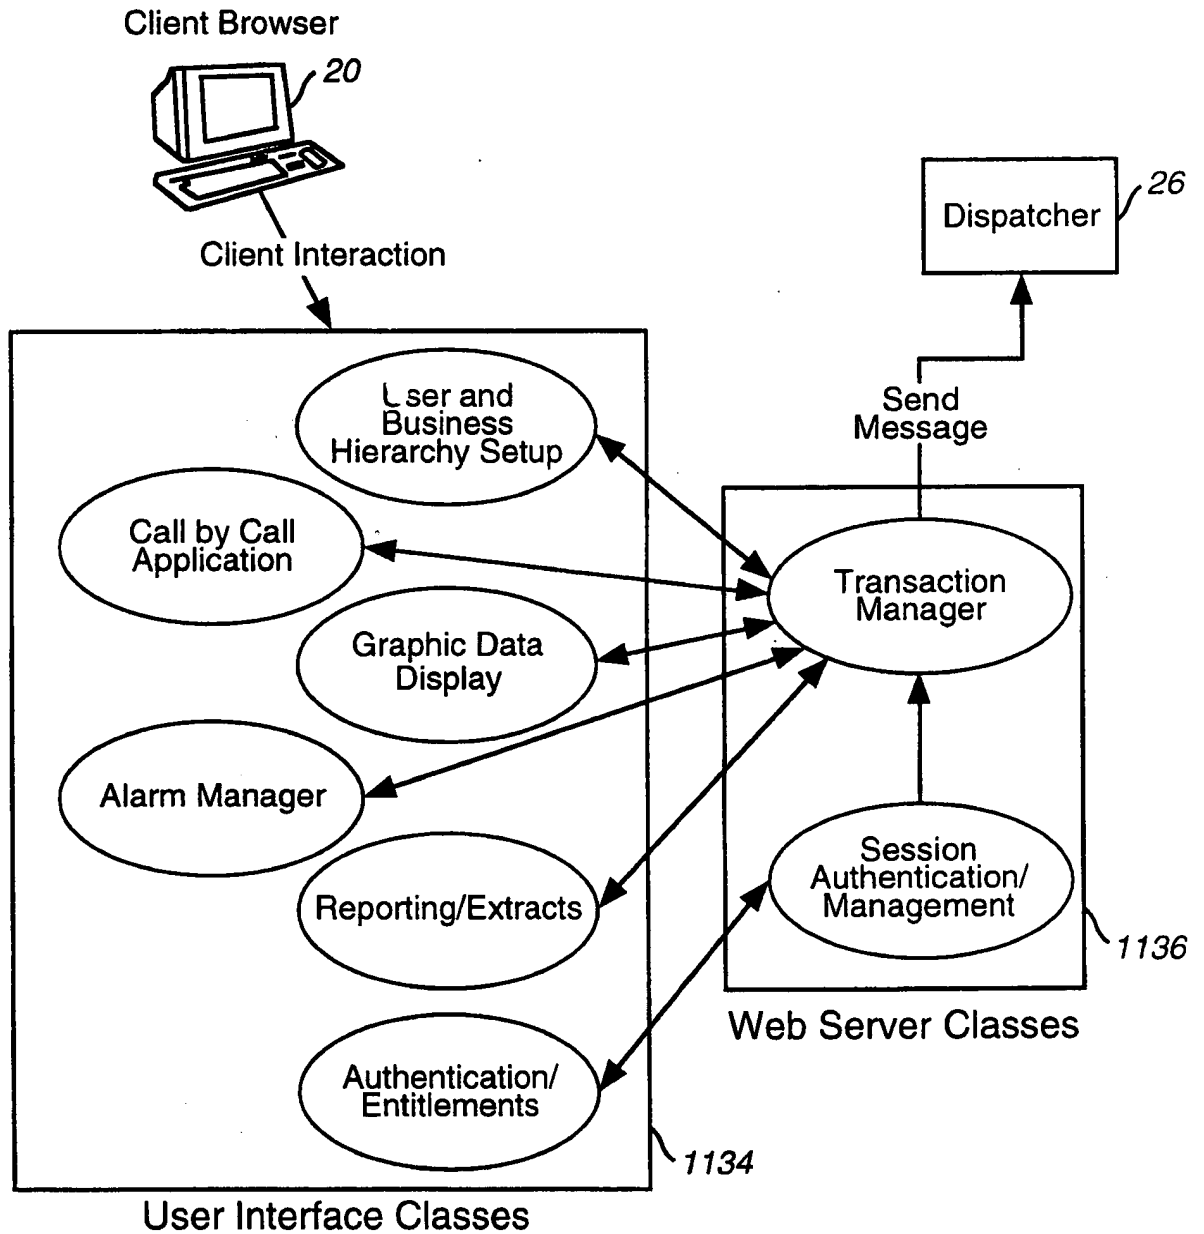 Client Browser
20
Client Interaction
Dispatcher
26
Send
Message
User and
Business
Hierarchy Setup
Call by Call
Application
Graphic Data
Display
Alarm Manager
Reporting/Extracts
Authentication/
Entitlements
1134
User Interface Classes
Transaction
Manager
Session
Authentication/
Management
1136
Web Server Classes